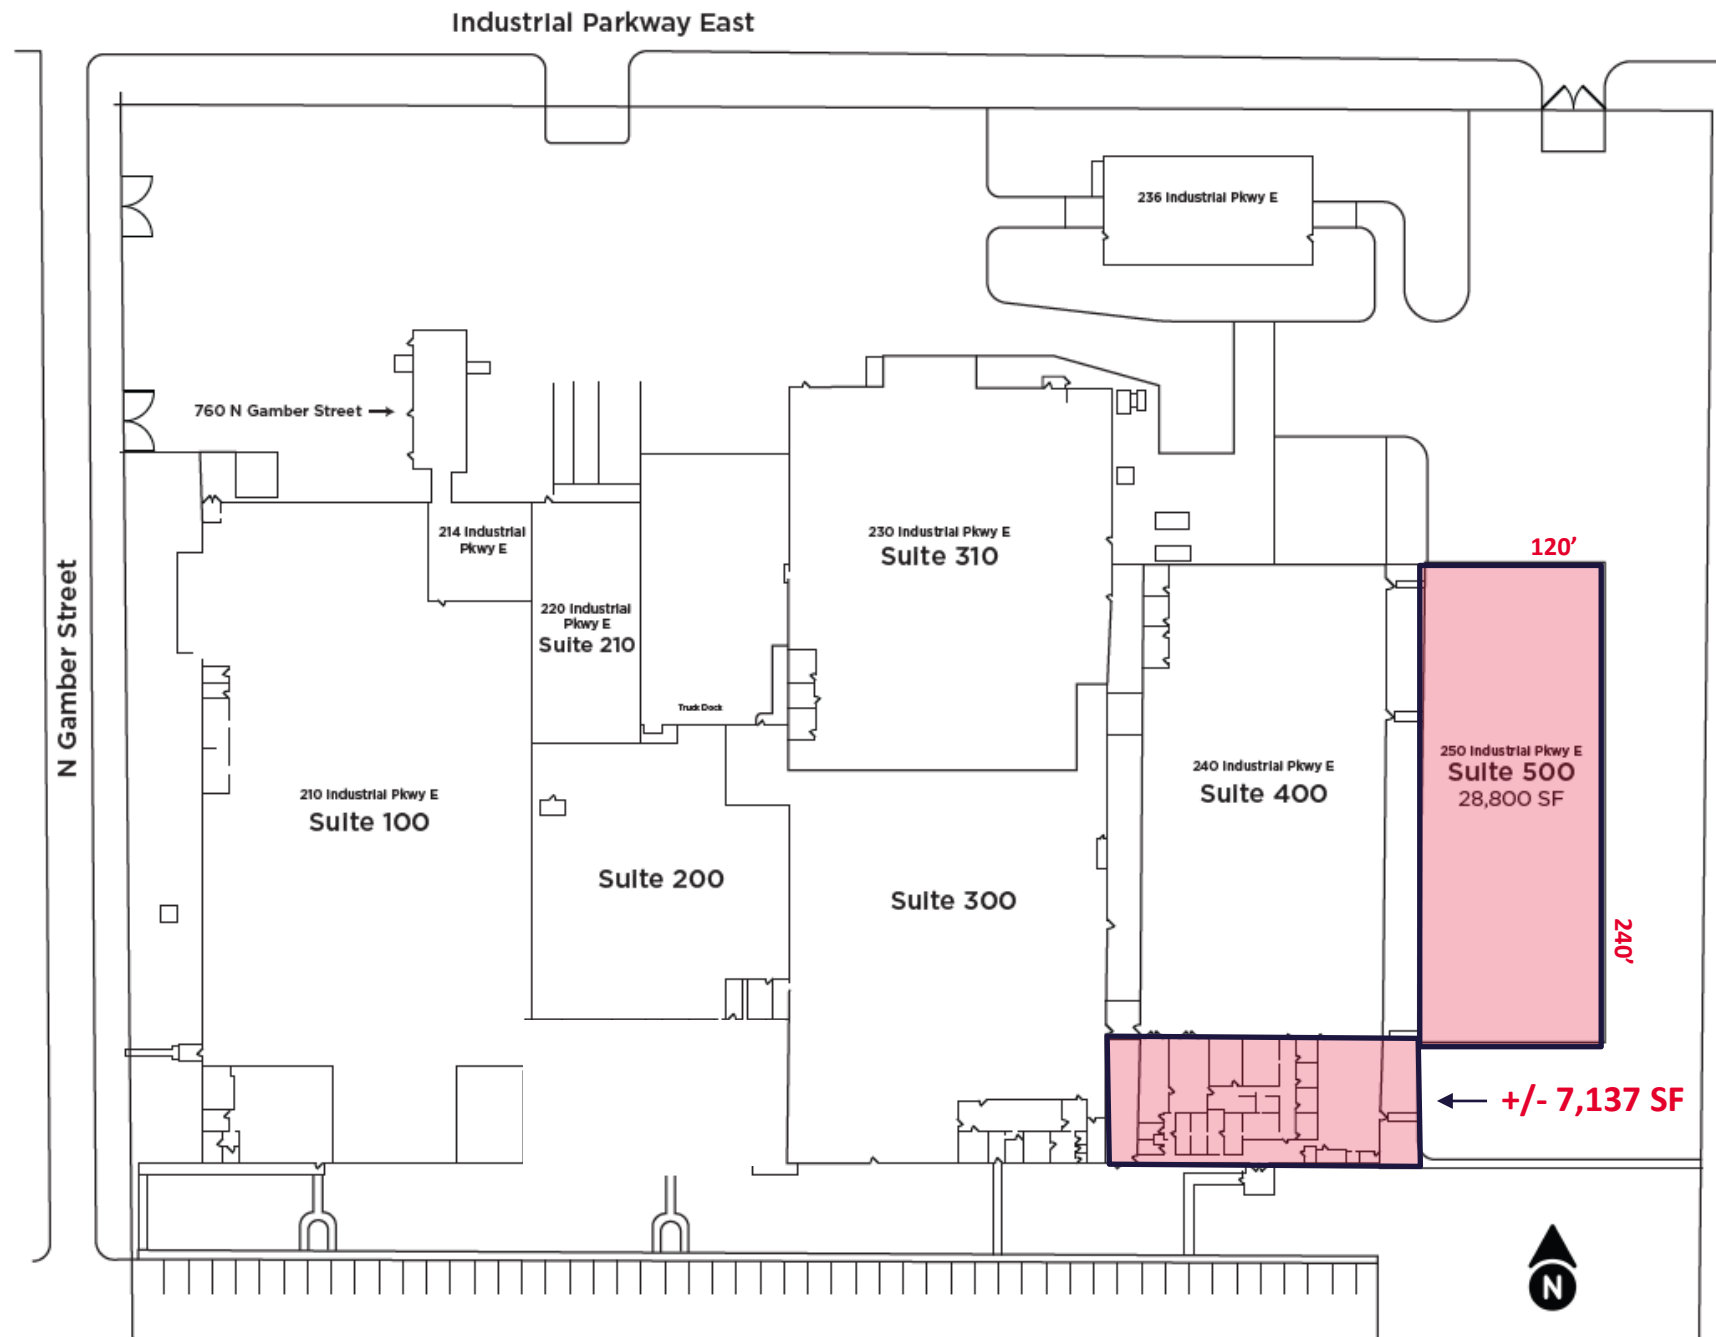 Industrial Parkway East
236 Industrial Pkwy E
760 N Gamber Street
214 Industrial
Pkwy E
230 Industrial Pkwy E
Suite 310
120’
220 Industrial
Pkwy E
Suite 210
N Gamber Street
Truck Dock
250 Industrial Pkwy E
Suite 500
28,800 SF
240 Industrial Pkwy E
Suite 400
210 Industrial Pkwy E
Suite 100
Suite 200
Suite 300
240’
+/- 7,137 SF
N